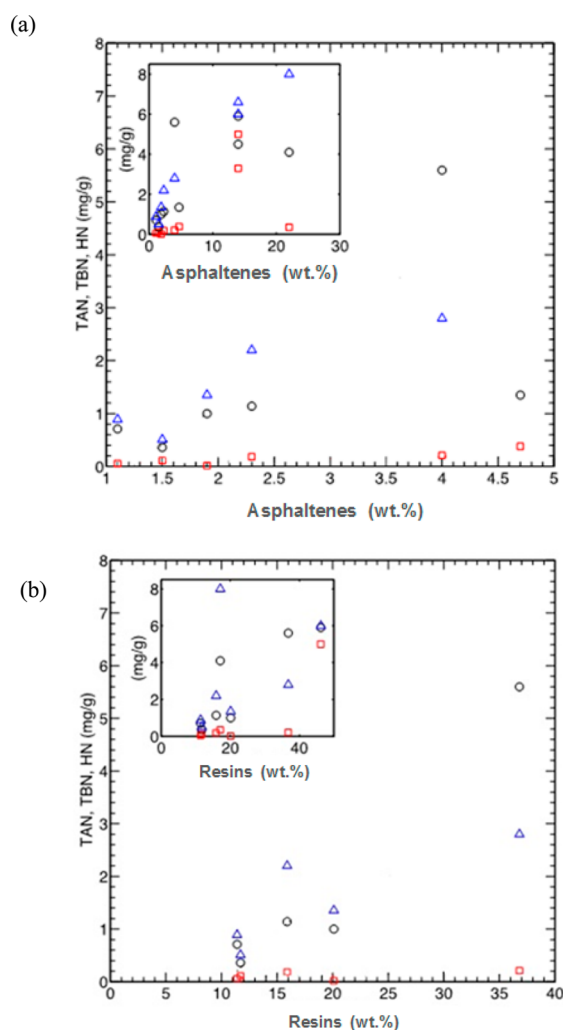 (a)
8
7
6
5
4
3
2
1
0
TAN, TBN, HN (mg/g)
1 1.5 2 2.5 3 3.5 4 4.5 5
Asphaltenes (wt.%)
8
6
4
2
0
(mg/g)
0 10 20 30
Asphaltenes (wt.%)
(b)
8
7
6
5
4
3
2
1
0
TAN, TBN, HN (mg/g)
0 5 10 15 20 25 30 35 40
Resins (wt.%)
8
6
4
2
0
(mg/g)
0 20 40
Resins (wt.%)